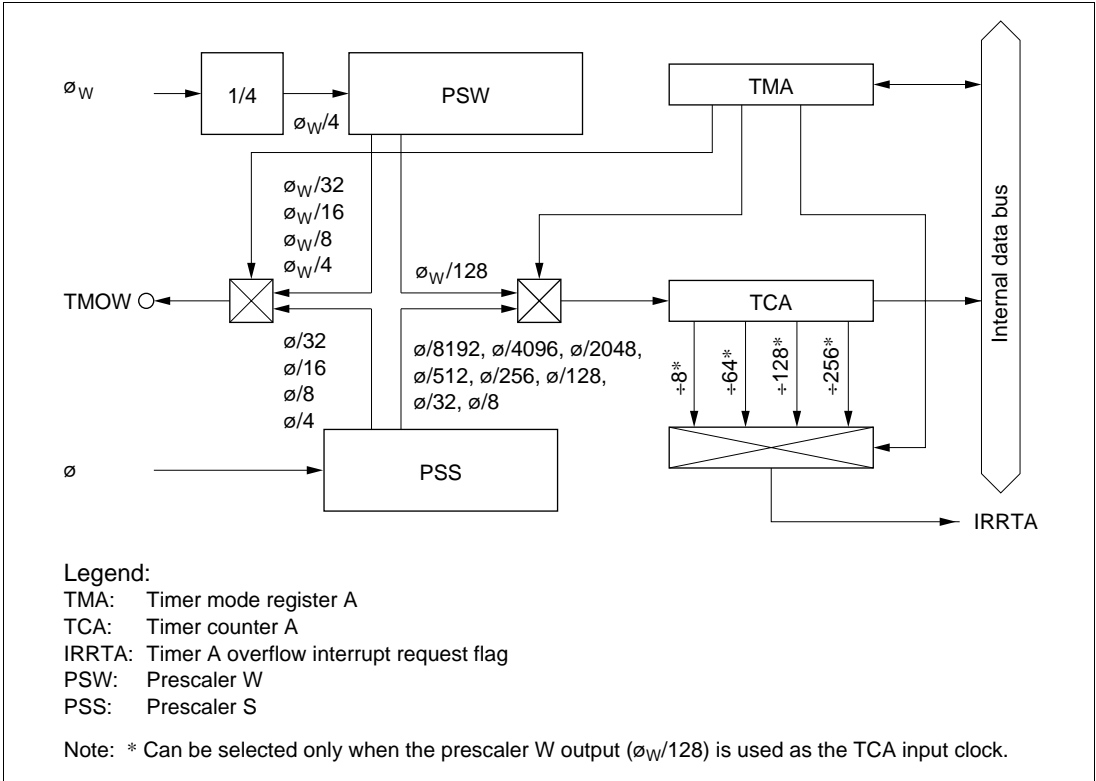 øW
1/4
øW/4
PSW
TMA
Internal data bus
øW/32
øW/16
øW/8
øW/4
øW/128
TMOW
TCA
ø/32
ø/16
ø/8
ø/4
ø/8192, ø/4096, ø/2048,
ø/512, ø/256, ø/128,
ø/32, ø/8
÷8*
÷64*
÷128*
÷256*
ø
PSS
IRRTA
Legend:
TMA: Timer mode register A
TCA: Timer counter A
IRRTA: Timer A overflow interrupt request flag
PSW: Prescaler W
PSS: Prescaler S
Note: * Can be selected only when the prescaler W output (øW/128) is used as the TCA input clock.